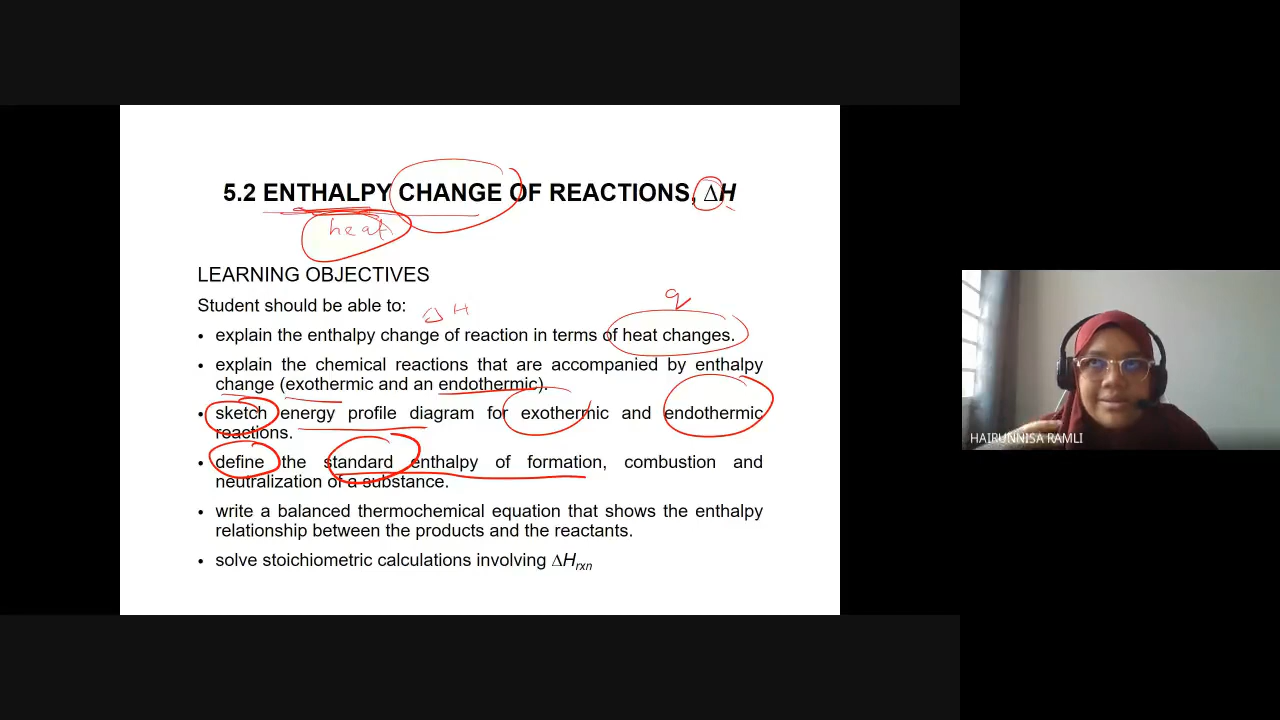 5.2 ENTHALPY CHANGE OF REACTIONS, ΔH
heat
LEARNING OBJECTIVES
Student should be able to:
Δ H
q
• explain the enthalpy change of reaction in terms of heat changes.
• explain the chemical reactions that are accompanied by enthalpy
change (exothermic and an endothermic).
• sketch energy profile diagram for exothermic and endothermic
reactions.
• define the standard enthalpy of formation, combustion and
neutralization of a substance.
• write a balanced thermochemical equation that shows the enthalpy
relationship between the products and the reactants.
• solve stoichiometric calculations involving ΔHrxn
HAIRUNNISA RAMLI